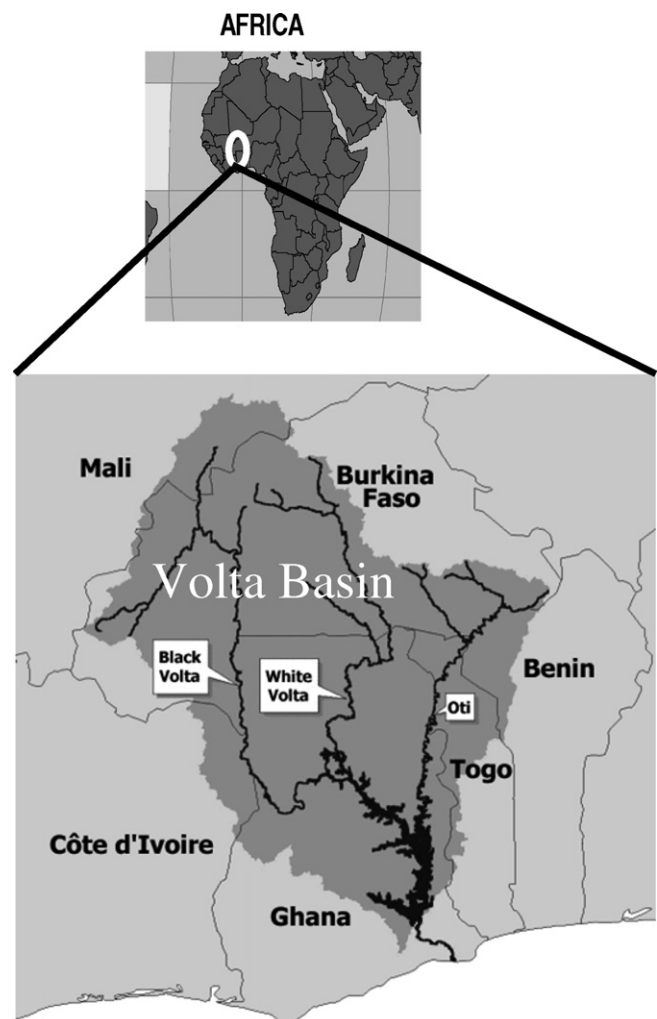 AFRICA
Mali
Burkina
Faso
Volta Basin
Black
Volta
White
Volta
Benin
Oti
Togo
Côte d'Ivoire
Ghana